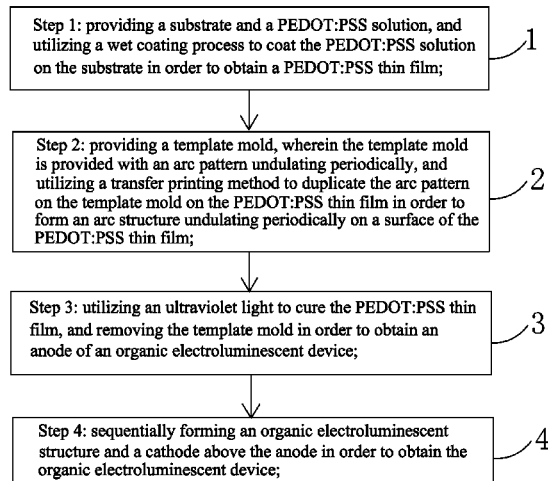 Step 1: providing a substrate and a PEDOT:PSS solution, and
utilizing a wet coating process to coat the PEDOT:PSS solution
on the substrate in order to obtain a PEDOT:PSS thin film;
1
Step 2: providing a template mold, wherein the template mold
is provided with an arc pattern undulating periodically, and
utilizing a transfer printing method to duplicate the arc pattern
on the template mold on the PEDOT:PSS thin film in order to
form an arc structure undulating periodically on a surface of the
PEDOT:PSS thin film;
2
Step 3: utilizing an ultraviolet light to cure the PEDOT:PSS thin
film, and removing the template mold in order to obtain an
anode of an organic electroluminescent device;
3
Step 4: sequentially forming an organic electroluminescent
structure and a cathode above the anode in order to obtain the
organic electroluminescent device;
4